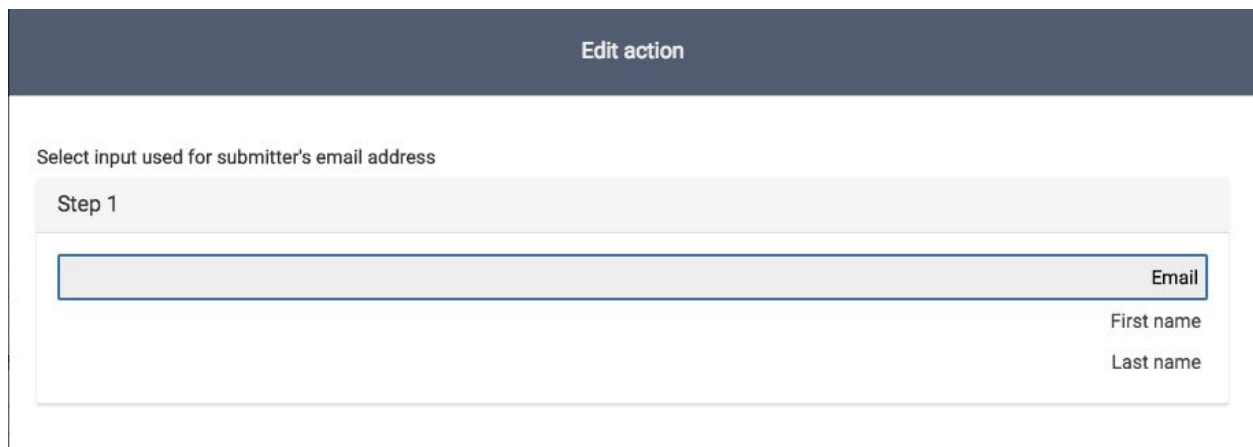 Edit action
Select input used for submitter's email address
Step 1
Email
First name
Last name